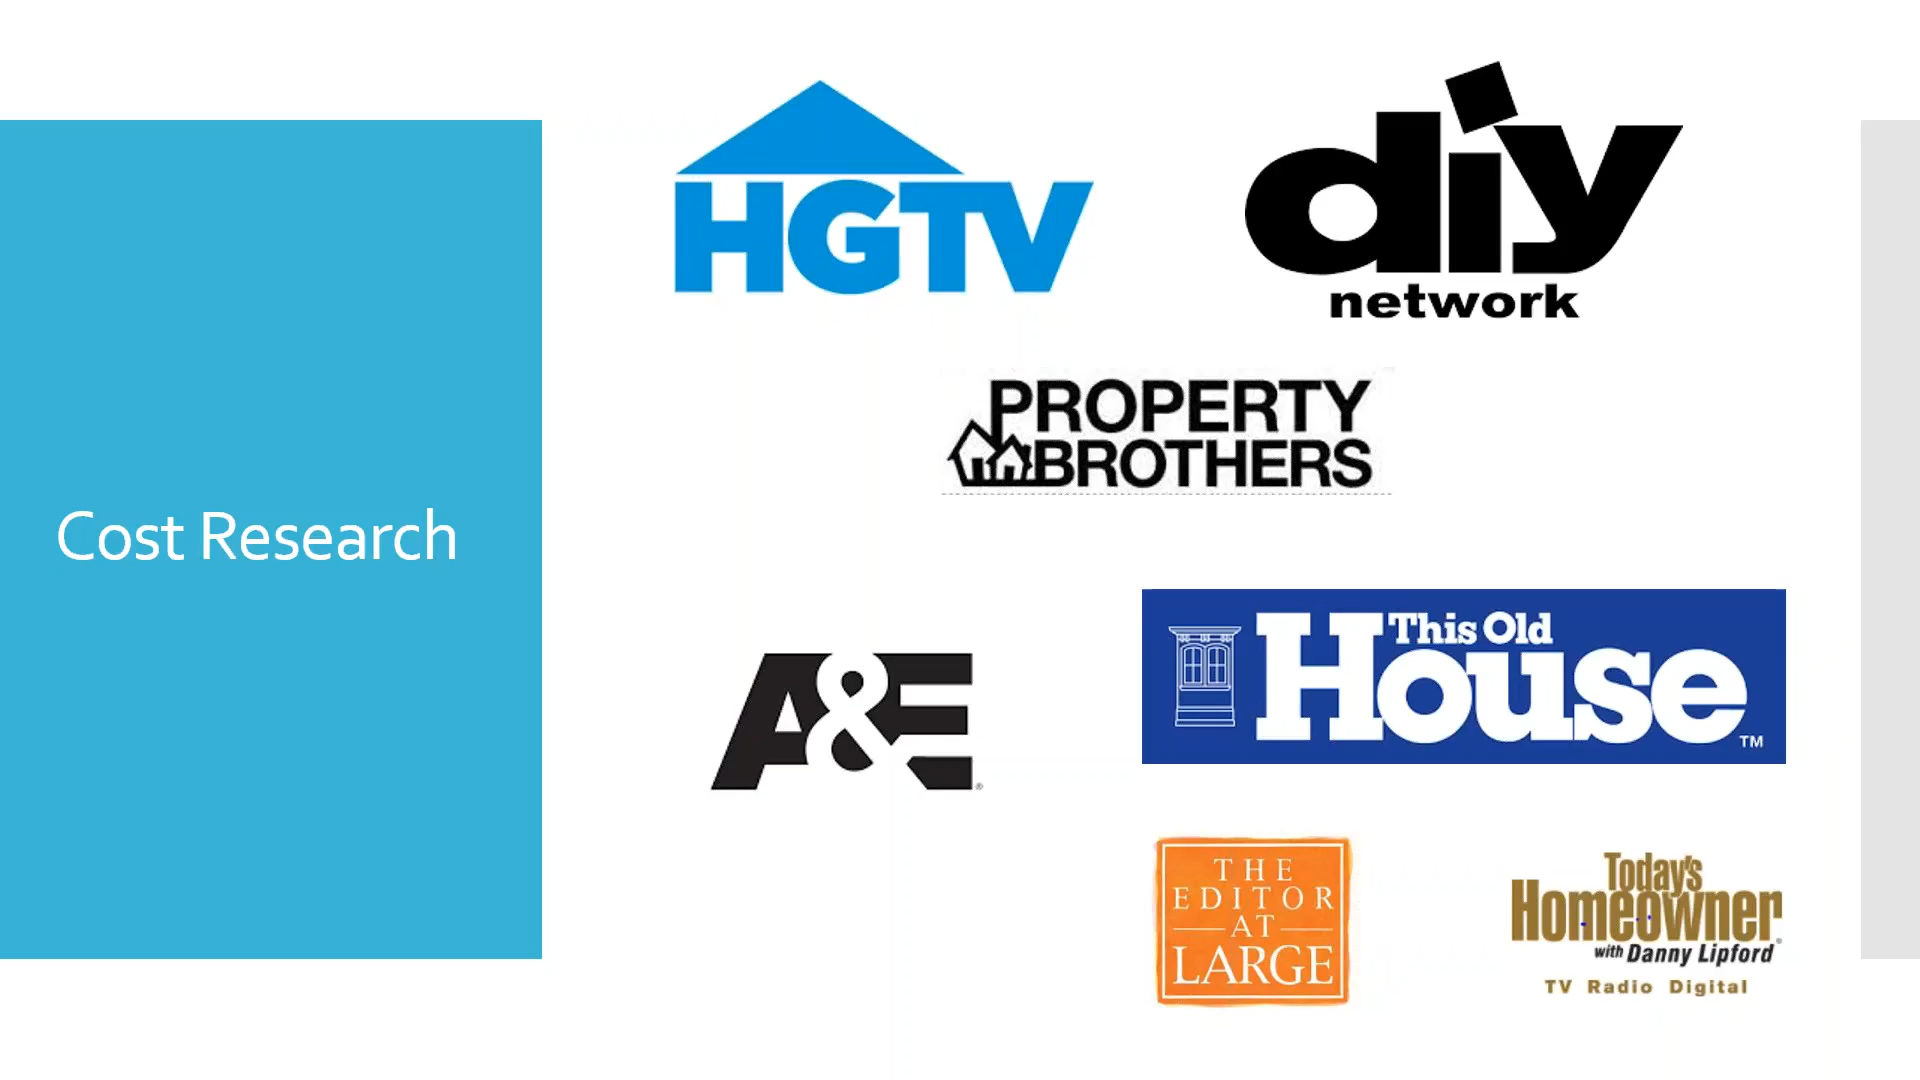 Cost Research
HGTV
diy
network
PROPERTY
BROTHERS
A&E
®
This Old
House
TM
THE
EDITOR
AT
LARGE
Today's
Homeowner
®
with Danny Lipford
TV Radio Digital